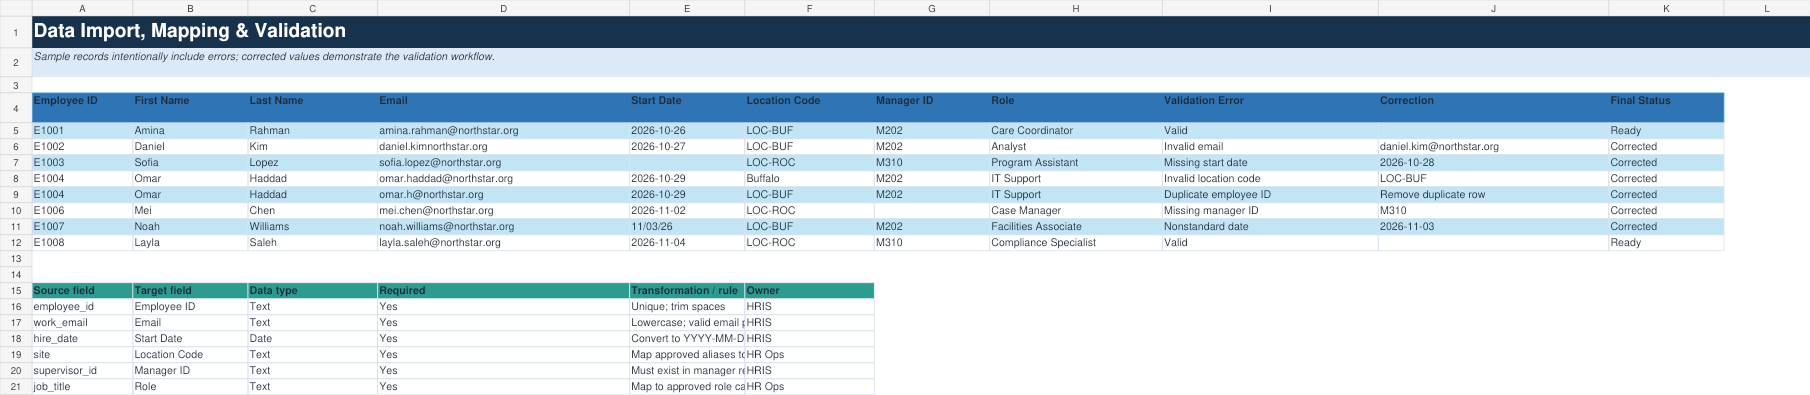 A B C D E F G H I J K L
1 Data Import, Mapping & Validation
2 Sample records intentionally include errors; corrected values demonstrate the validation workflow.
3
4 Employee ID First Name Last Name Email Start Date Location Code Manager ID Role Validation Error Correction Final Status
5 E1001 Amina Rahman amina.rahman@northstar.org 2026-10-26 LOC-BUF M202 Care Coordinator Valid Ready
6 E1002 Daniel Kim daniel.kimnorthstar.org 2026-10-27 LOC-BUF M202 Analyst Invalid email daniel.kim@northstar.org Corrected
7 E1003 Sofia Lopez sofia.lopez@northstar.org LOC-ROC M310 Program Assistant Missing start date 2026-10-28 Corrected
8 E1004 Omar Haddad omar.haddad@northstar.org 2026-10-29 Buffalo M202 IT Support Invalid location code LOC-BUF Corrected
9 E1004 Omar Haddad omar.h@northstar.org 2026-10-29 LOC-BUF M202 IT Support Duplicate employee ID Remove duplicate row Corrected
10 E1006 Mei Chen mei.chen@northstar.org 2026-11-02 LOC-ROC Case Manager Missing manager ID M310 Corrected
11 E1007 Noah Williams noah.williams@northstar.org 11/03/26 LOC-BUF M202 Facilities Associate Nonstandard date 2026-11-03 Corrected
12 E1008 Layla Saleh layla.saleh@northstar.org 2026-11-04 LOC-ROC M310 Compliance Specialist Valid Ready
13
14
15 Source field Target field Data type Required Transformation / rule Owner
16 employee_id Employee ID Text Yes Unique; trim spaces HRIS
17 work_email Email Text Yes Lowercase; valid email HRIS
18 hire_date Start Date Date Yes Convert to YYYY-MM-D HRIS
19 site Location Code Text Yes Map approved aliases to HR Ops
20 supervisor_id Manager ID Text Yes Must exist in manager HRIS
21 job_title Role Text Yes Map to approved role HR Ops